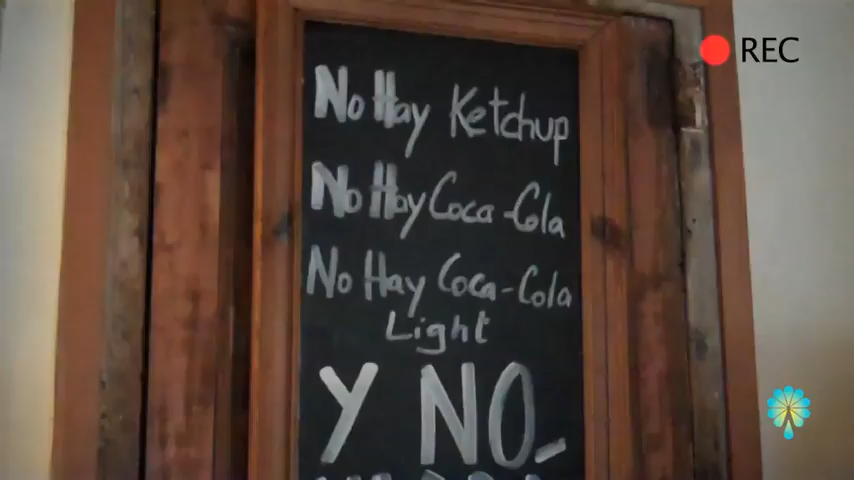 REC
No Hay Ketchup
No Hay Coca-Cola
No Hay Coca-Cola
Light
Y NO